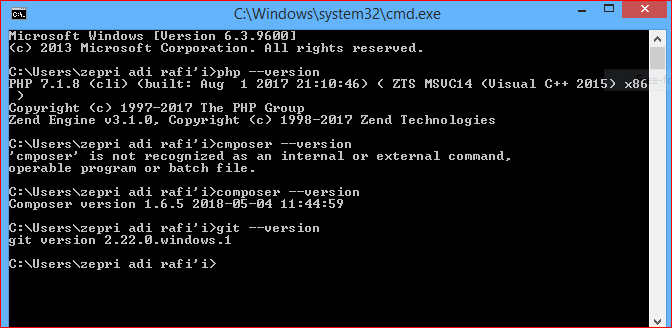 C:\Windows\system32\cmd.exe
Microsoft Windows [Version 6.3.9600]
(c) 2013 Microsoft Corporation. All rights reserved.
C:\Users\zepri adi rafi'i>php --version
PHP 7.1.8 (cli) (built: Aug  1 2017 21:10:46) ( ZTS MSVC14 (Visual C++ 2015) x86
 )
Copyright (c) 1997-2017 The PHP Group
Zend Engine v3.1.0, Copyright (c) 1998-2017 Zend Technologies
C:\Users\zepri adi rafi'i>cmposer --version
'cmposer' is not recognized as an internal or external command,
operable program or batch file.
C:\Users\zepri adi rafi'i>composer --version
Composer version 1.6.5 2018-05-04 11:44:59
C:\Users\zepri adi rafi'i>git --version
git version 2.22.0.windows.1
C:\Users\zepri adi rafi'i>